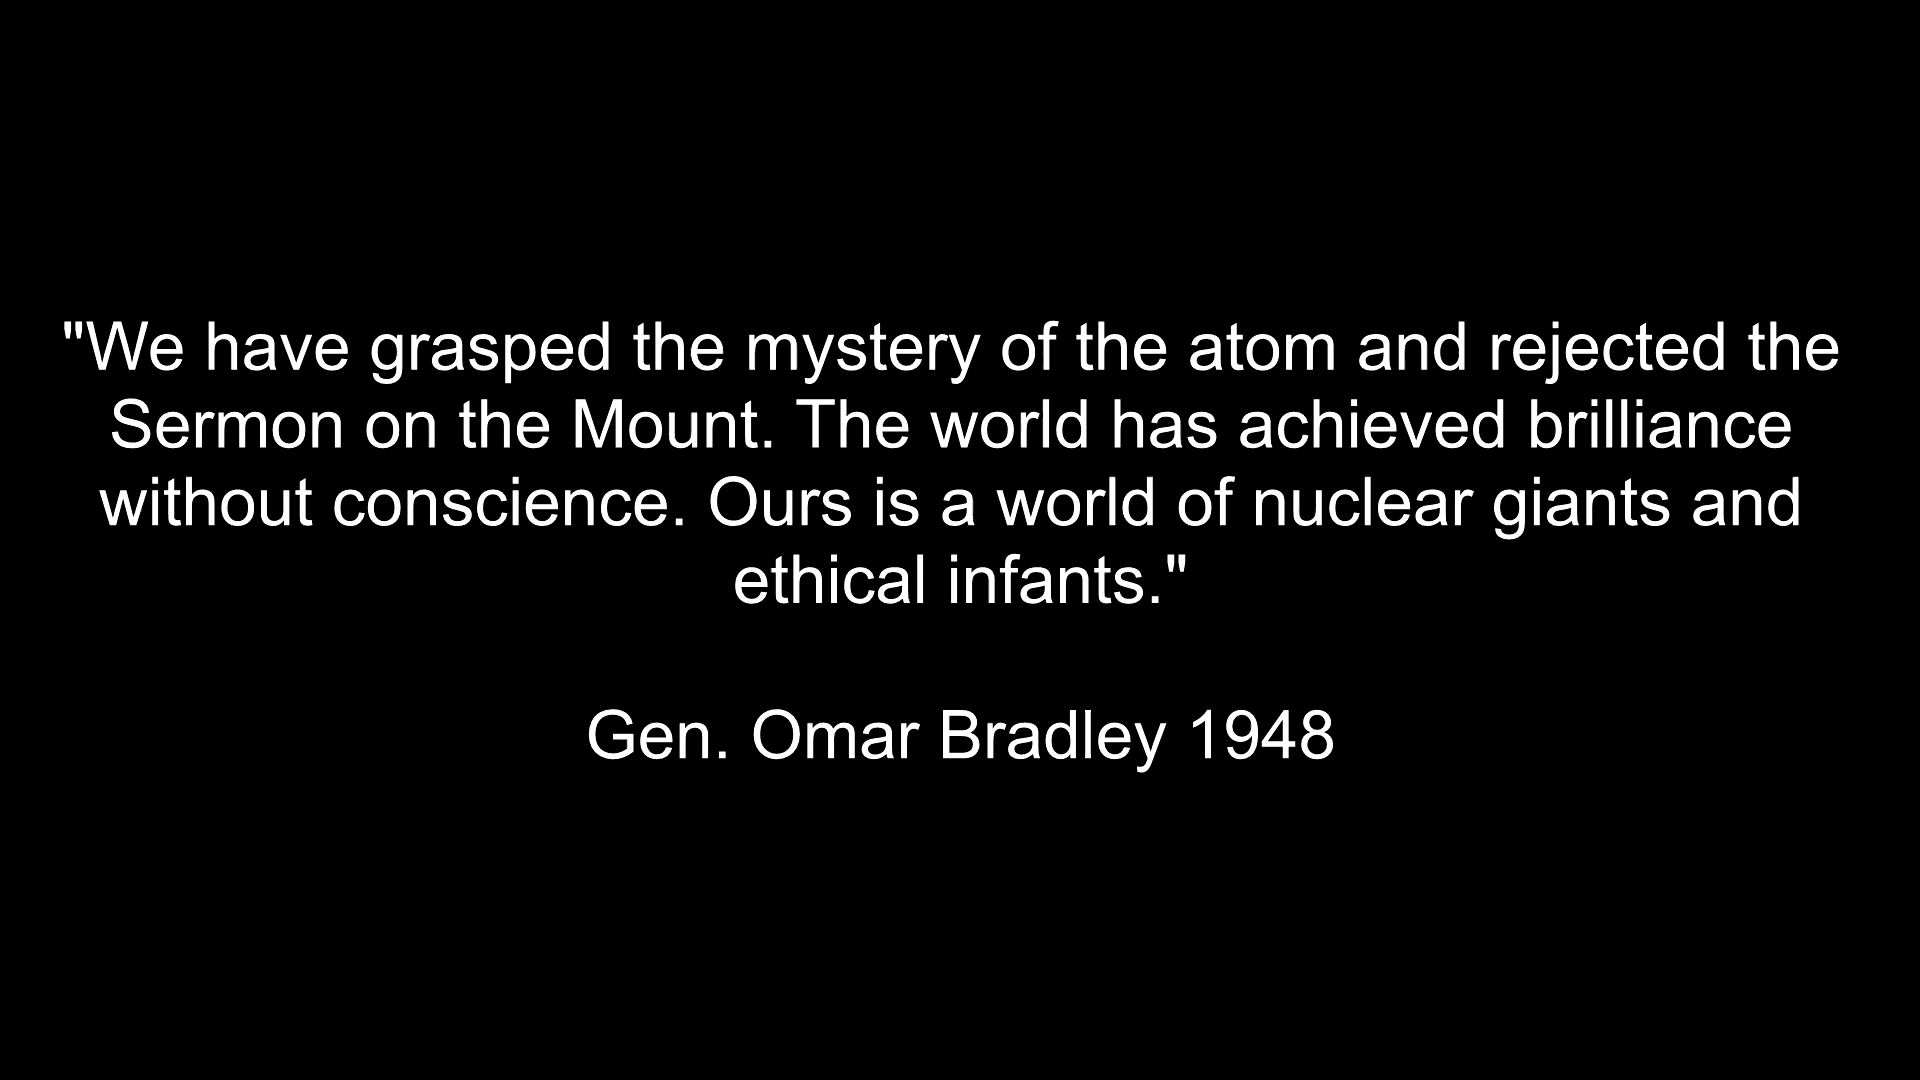 "We have grasped the mystery of the atom and rejected the
Sermon on the Mount. The world has achieved brilliance
without conscience. Ours is a world of nuclear giants and
ethical infants."
Gen. Omar Bradley 1948